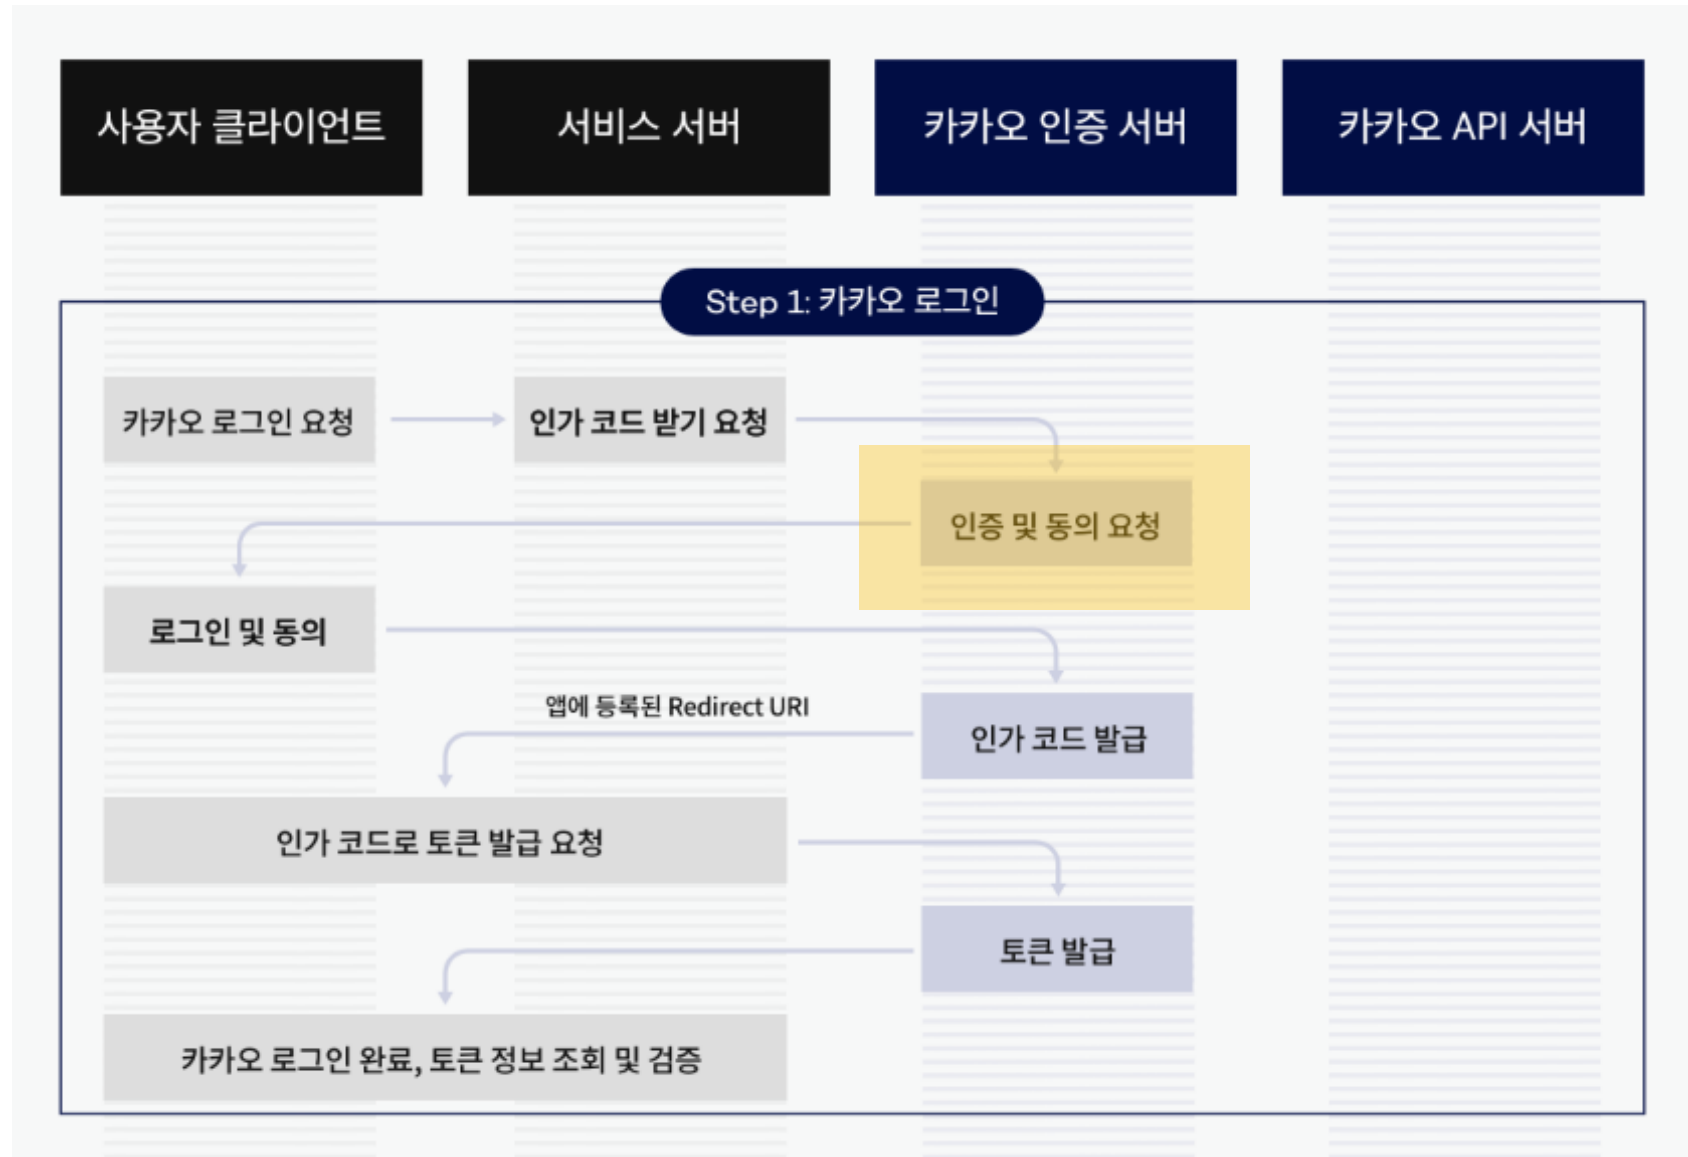 사용자 클라이언트
서비스 서버
카카오 인증 서버
카카오 API 서버
Step 1: 카카오 로그인
카카오 로그인 요청
인가 코드 받기 요청
인증 및 동의 요청
로그인 및 동의
앱에 등록된 Redirect URI
인가 코드 발급
인가 코드로 토큰 발급 요청
토큰 발급
카카오 로그인 완료, 토큰 정보 조회 및 검증